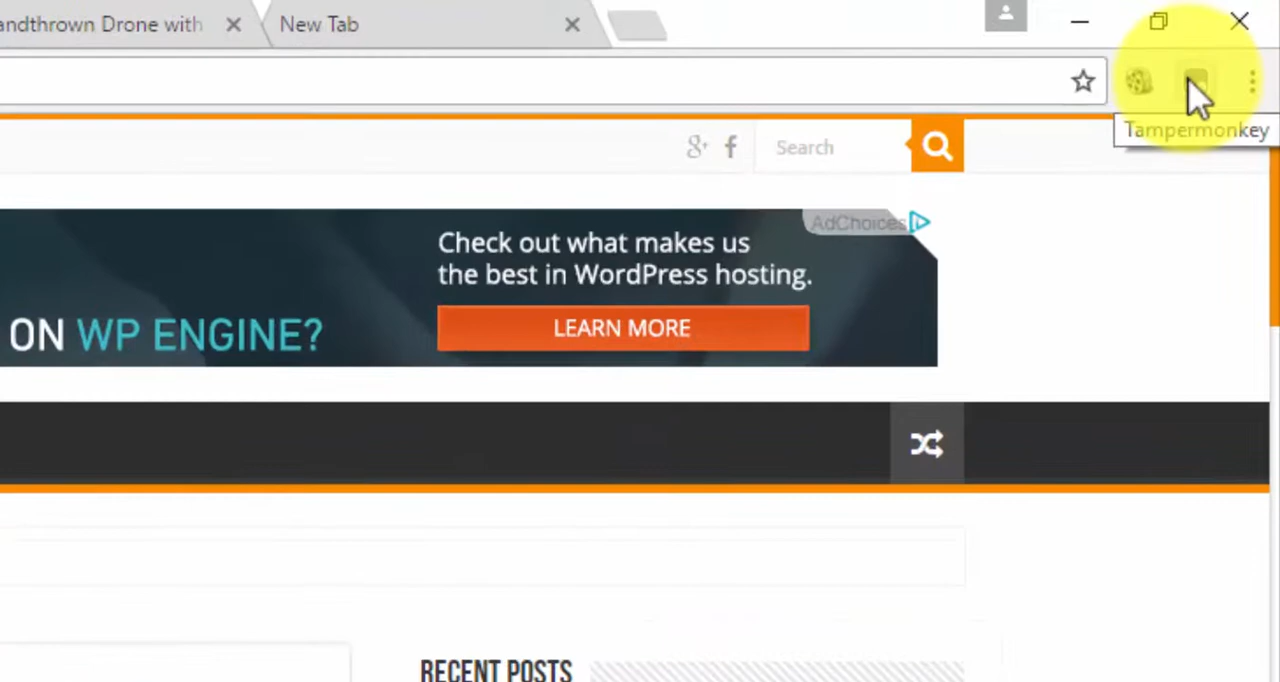 andthrown Drone with
New Tab
Tampermonkey
g+ f
Search
AdChoices
Check out what makes us
the best in WordPress hosting.
ON WP ENGINE?
LEARN MORE
RECENT POSTS